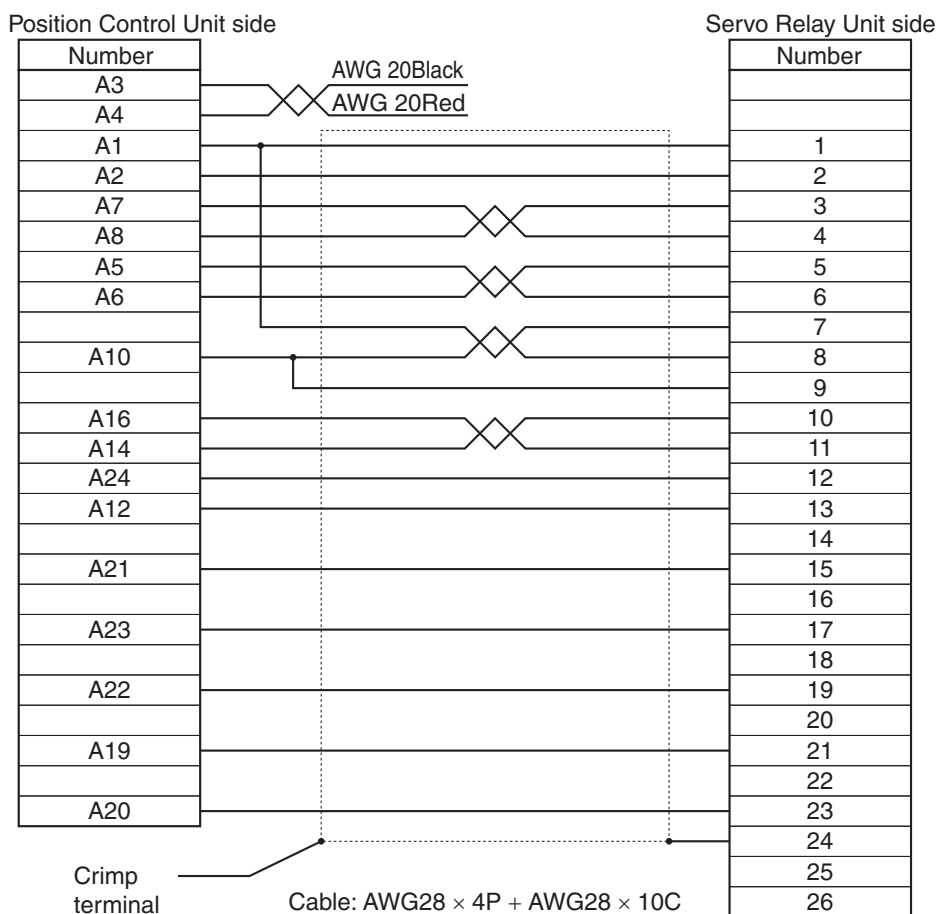 Position Control Unit side
Servo Relay Unit side
Number
Number
A3
AWG 20Black
A4
AWG 20Red
A1
1
A2
2
A7
3
A8
4
A5
5
A6
6
7
A10
8
9
A16
10
A14
11
A24
12
A12
13
14
A21
15
16
A23
17
18
A22
19
20
A19
21
22
A20
23
24
Crimp
terminal
25
Cable: AWG28 × 4P + AWG28 × 10C
26